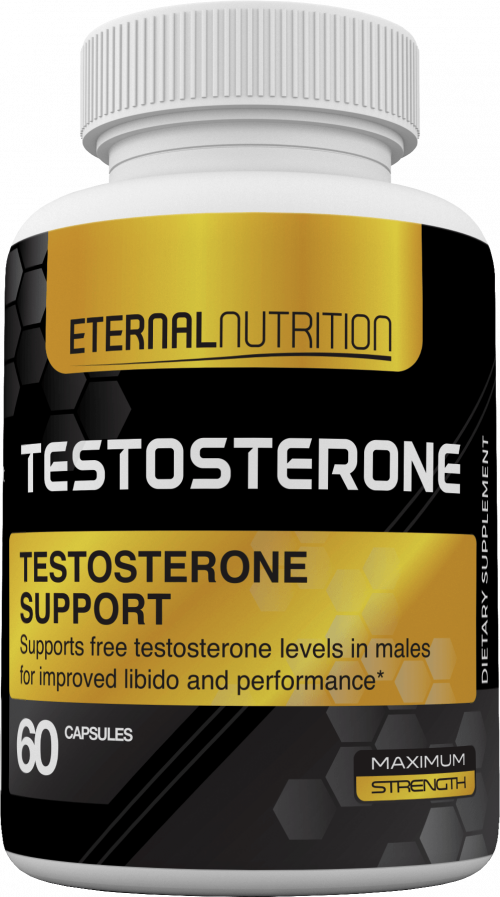 ETERNALNUTRITION
TESTOSTERONE
TESTOSTERONE
SUPPORT
Supports free testosterone levels in males
for improved libido and performance*
60 CAPSULES
MAXIMUM
STRENGTH
DIETARY SUPPLEMENT